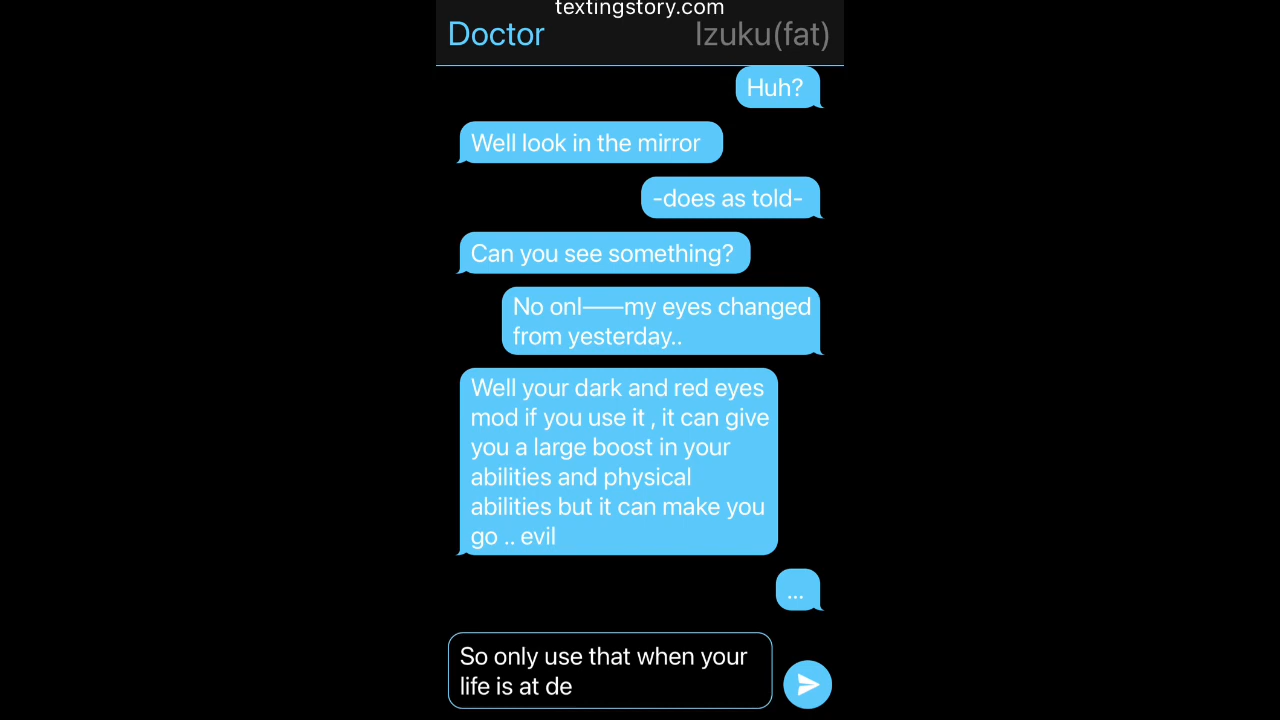 textingstory.com
Doctor
Izuku(fat)
Huh?
Well look in the mirror
-does as told-
Can you see something?
No onl——my eyes changed
from yesterday..
Well your dark and red eyes
mod if you use it , it can give
you a large boost in your
abilities and physical
abilities but it can make you
go .. evil
...
So only use that when your
life is at de